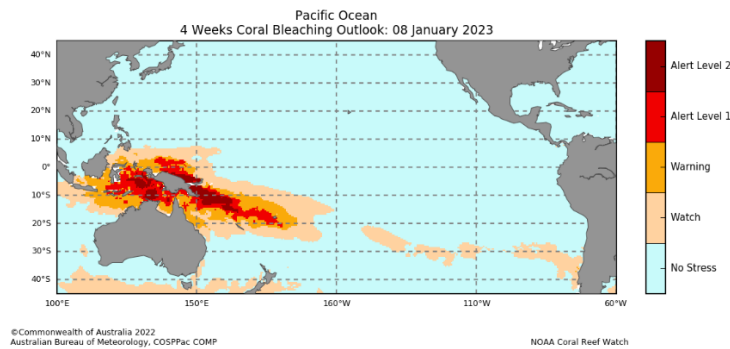 Pacific Ocean
4 Weeks Coral Bleaching Outlook: 08 January 2023
40°N
30°N
20°N
10°N
0°
10°S
20°S
30°S
40°S
100°E
150°E
160°W
110°W
60°W
Alert Level 2
Alert Level 1
Warning
Watch
No Stress
©Commonwealth of Australia 2022
Australian Bureau of Meteorology, COSPPac COMP
NOAA Coral Reef Watch